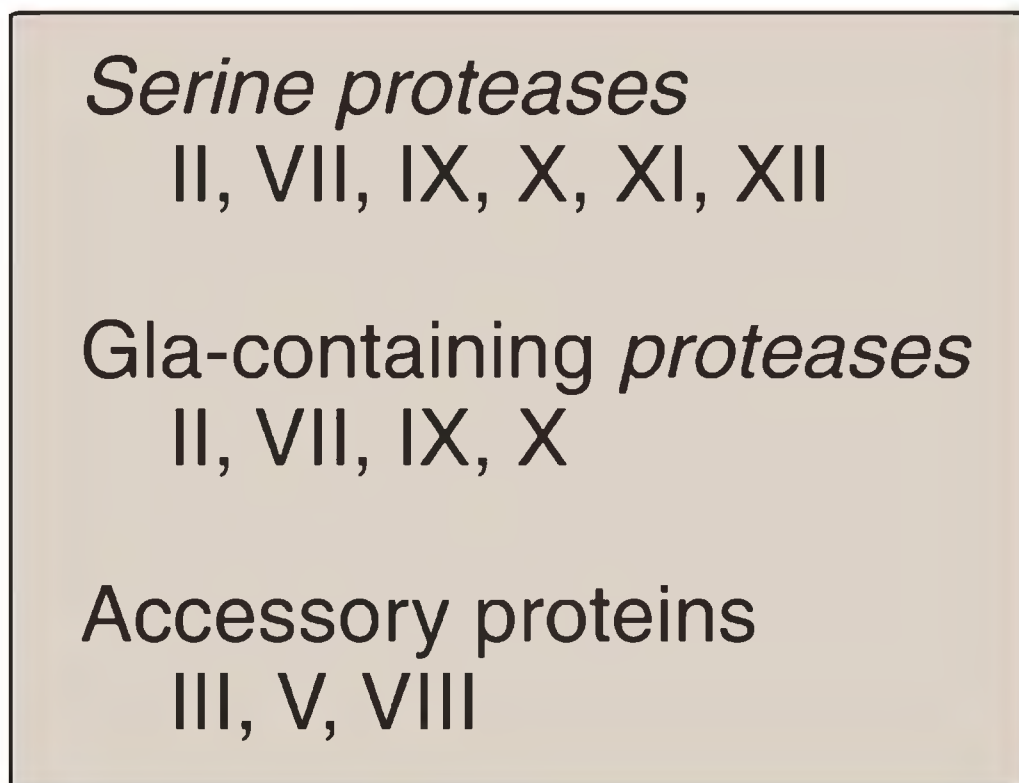 Serine proteases
II, VII, IX, X, XI, XII
Gla-containing proteases
II, VII, IX, X
Accessory proteins
III, V, VIII